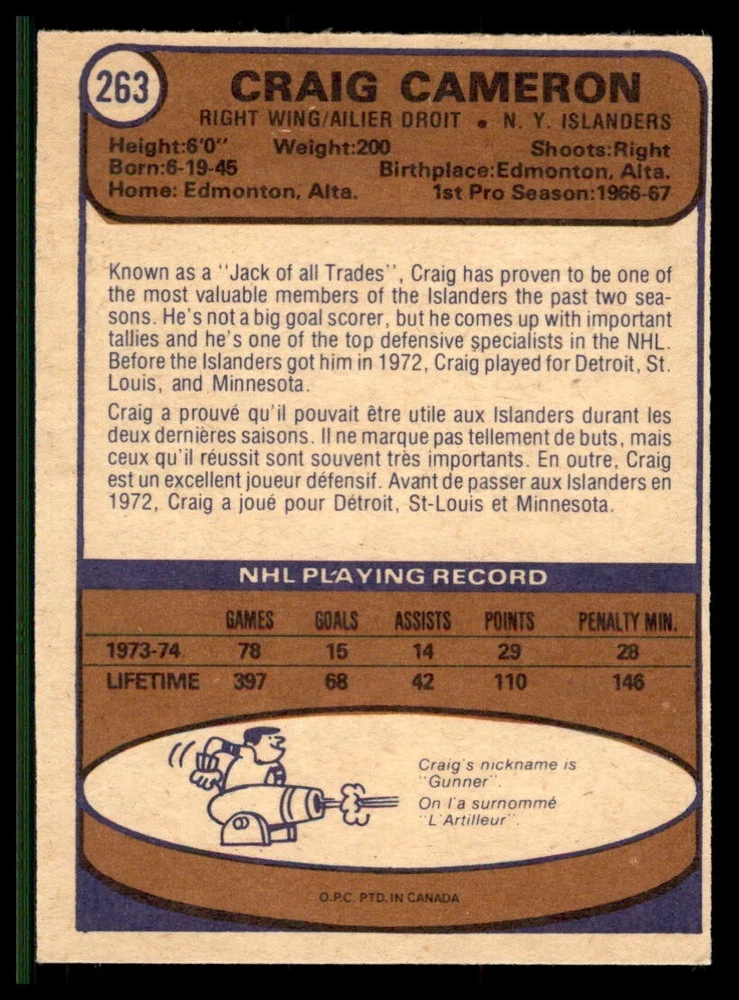 263
CRAIG CAMERON
RIGHT WING/AILIER DROIT • N. Y. ISLANDERS
Height:6'0" Weight:200 Shoots:Right
Born:6-19-45 Birthplace:Edmonton, Alta.
Home: Edmonton, Alta. 1st Pro Season:1966-67
Known as a "Jack of all Trades", Craig has proven to be one of
the most valuable members of the Islanders the past two sea-
sons. He's not a big goal scorer, but he comes up with important
tallies and he's one of the top defensive specialists in the NHL.
Before the Islanders got him in 1972, Craig played for Detroit, St.
Louis, and Minnesota.
Craig a prouvé qu'il pouvait être utile aux Islanders durant les
deux dernières saisons. Il ne marque pas tellement de buts, mais
ceux qu'il réussit sont souvent très importants. En outre, Craig
est un excellent joueur défensif. Avant de passer aux Islanders en
1972, Craig a joué pour Détroit, St-Louis et Minnesota.
NHL PLAYING RECORD
GAMES GOALS ASSISTS POINTS PENALTY MIN.
1973-74 78 15 14 29 28
LIFETIME 397 68 42 110 146
Craig's nickname is
"Gunner".
On l'a surnommé
"L'Artilleur".
O.P.C. PTD. IN CANADA